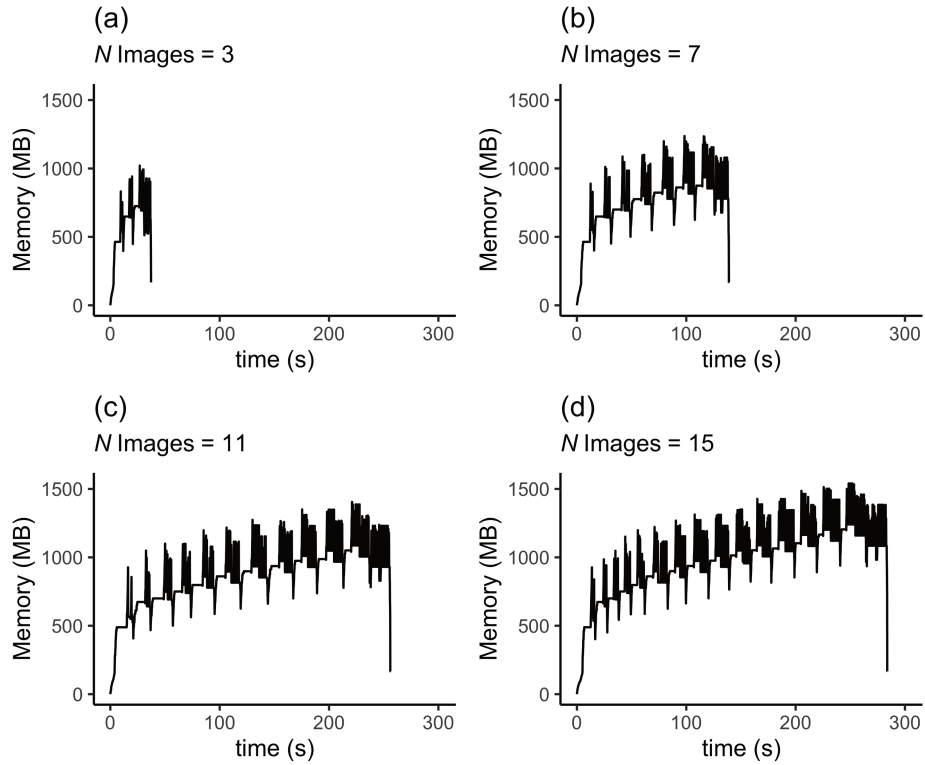 (a)
N Images = 3
Memory (MB)
1500
1000
500
0
0 100 200 300
time (s)
(b)
N Images = 7
Memory (MB)
1500
1000
500
0
0 100 200 300
time (s)
(c)
N Images = 11
Memory (MB)
1500
1000
500
0
0 100 200 300
time (s)
(d)
N Images = 15
Memory (MB)
1500
1000
500
0
0 100 200 300
time (s)